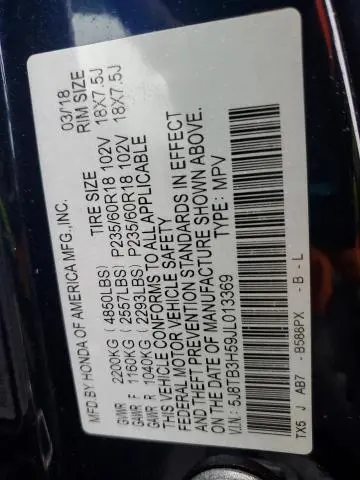 MFD BY HONDA OF AMERICA MFG.,INC. 03/18
TIRE SIZE RIM SIZE
GVWR 2200KG (4850LBS)
GAWR F 1160KG (2557LBS) P235/60R18 102V 18X7.5J
GAWR R 1040KG (2293LBS) P235/60R18 102V 18X7.5J
THIS VEHICLE CONFORMS TO ALL APPLICABLE
FEDERAL MOTOR VEHICLE SAFETY
AND THEFT PREVENTION STANDARDS IN EFFECT
ON THE DATE OF MANUFACTURE SHOWN ABOVE.
V.I.N.: 5J8TB3H59JL013369 TYPE: MPV
TX5 J AB7 -B588PX -B -L